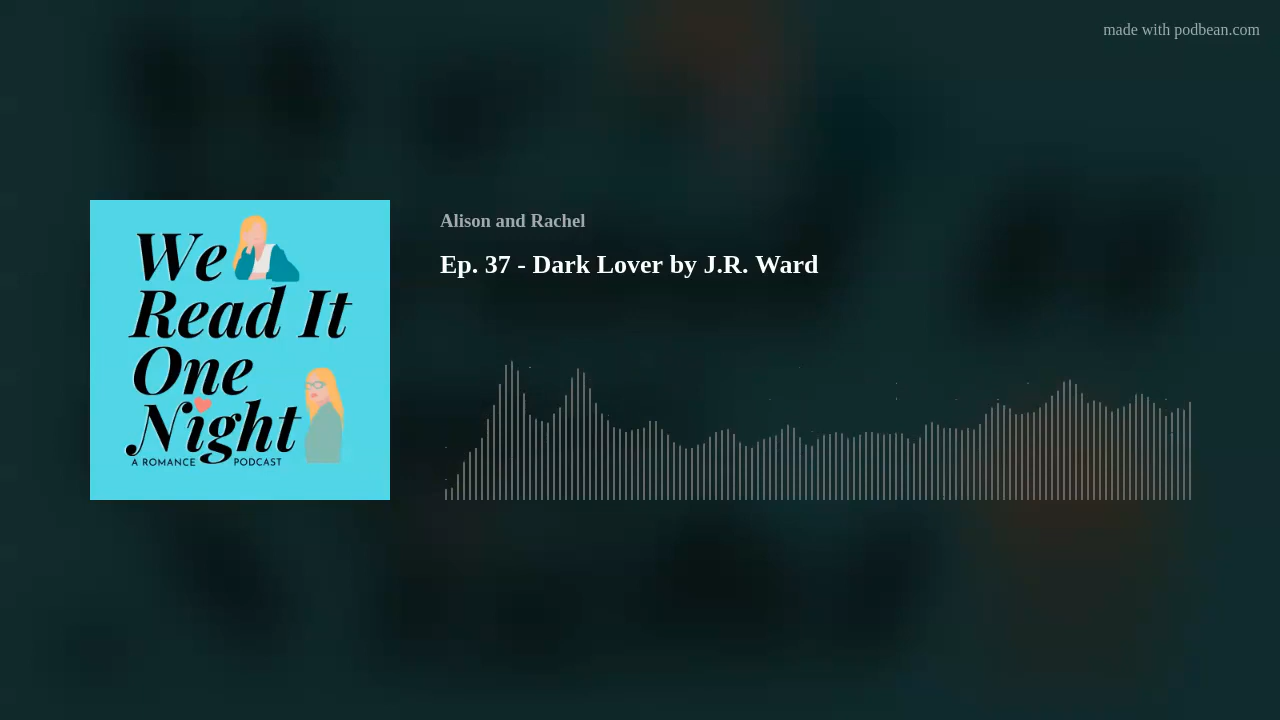 made with podbean.com
Alison and Rachel
Ep. 37 - Dark Lover by J.R. Ward
We
Read It
One
Night
A ROMANCE PODCAST